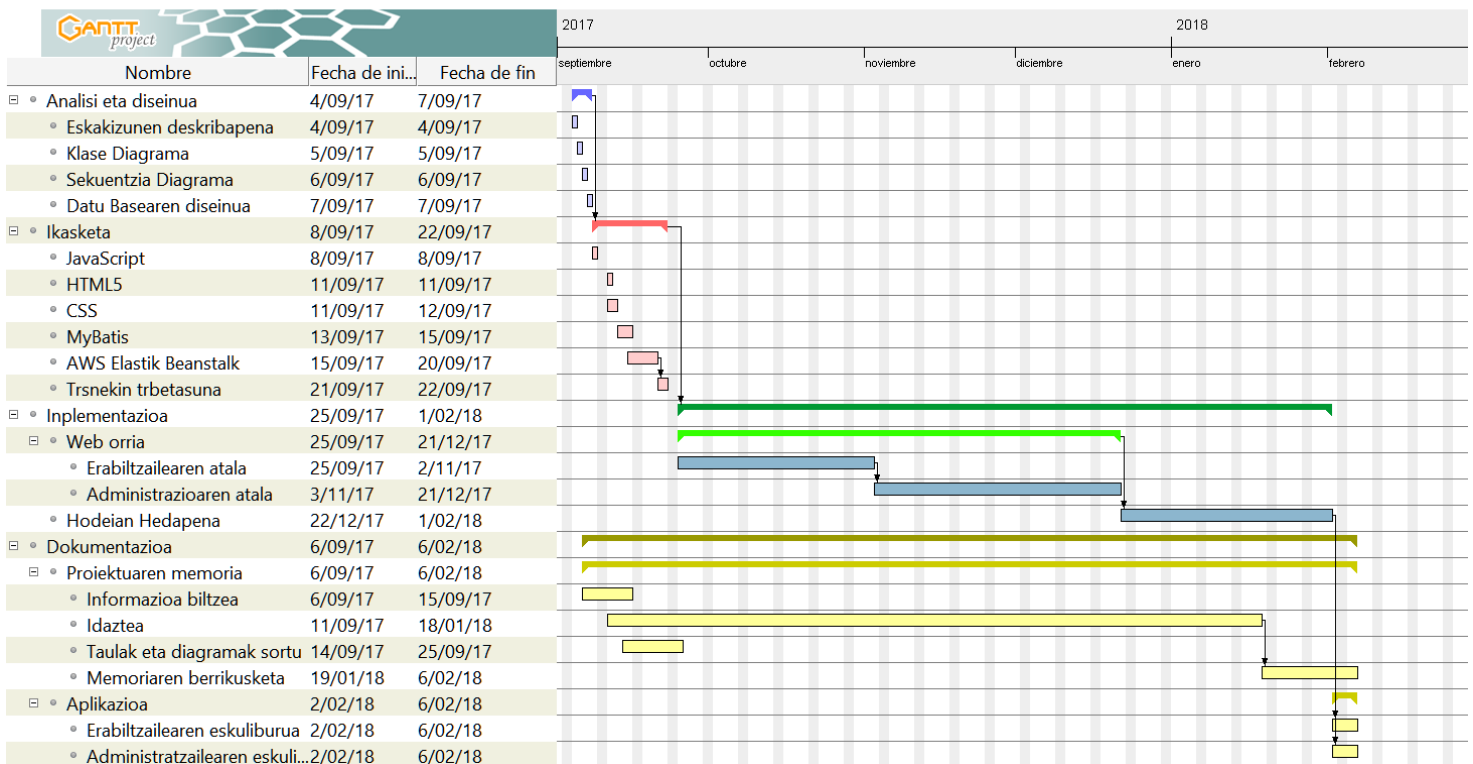 GANTT project
2017 2018
septiembre octubre noviembre diciembre enero febrero
Nombre Fecha de ini... Fecha de fin
Analisi eta diseinua 4/09/17 7/09/17
Eskakizunen deskribapena 4/09/17 4/09/17
Klase Diagrama 5/09/17 5/09/17
Sekuentzia Diagrama 6/09/17 6/09/17
Datu Basearen diseinua 7/09/17 7/09/17
Ikasketa 8/09/17 22/09/17
JavaScript 8/09/17 8/09/17
HTML5 11/09/17 11/09/17
CSS 11/09/17 12/09/17
MyBatis 13/09/17 15/09/17
AWS Elastik Beanstalk 15/09/17 20/09/17
Trsnekin trbetasuna 21/09/17 22/09/17
Inplementazioa 25/09/17 1/02/18
Web orria 25/09/17 21/12/17
Erabiltzailearen atala 25/09/17 2/11/17
Administrazioaren atala 3/11/17 21/12/17
Hodeian Hedapena 22/12/17 1/02/18
Dokumentazioa 6/09/17 6/02/18
Proiektuaren memoria 6/09/17 6/02/18
Informazioa biltzea 6/09/17 15/09/17
Idaztea 11/09/17 18/01/18
Taulak eta diagramak sortu 14/09/17 25/09/17
Memoriaren berrikusketa 19/01/18 6/02/18
Aplikazioa 2/02/18 6/02/18
Erabiltzailearen eskuliburua 2/02/18 6/02/18
Administratzailearen eskuli... 2/02/18 6/02/18